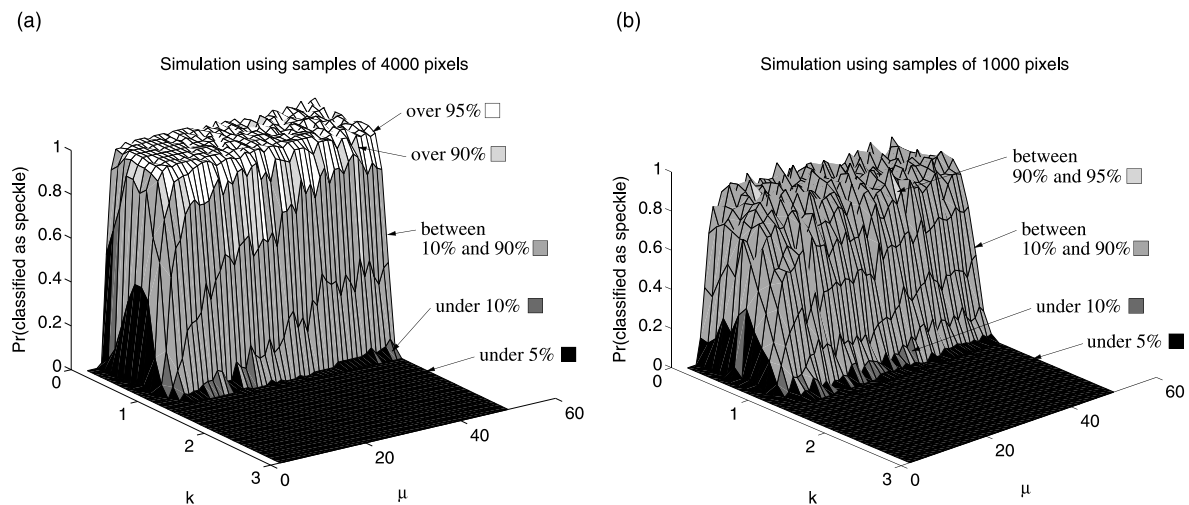 (a)
Simulation using samples of 4000 pixels
over 95%
over 90%
between
10% and 90%
under 10%
under 5%
Pr(classified as speckle)
1
0.8
0.6
0.4
0.2
0
0
1
2
3
k
0
20
40
60
μ
(b)
Simulation using samples of 1000 pixels
between
90% and 95%
between
10% and 90%
under 10%
under 5%
Pr(classified as speckle)
1
0.8
0.6
0.4
0.2
0
0
1
2
3
k
0
20
40
60
μ